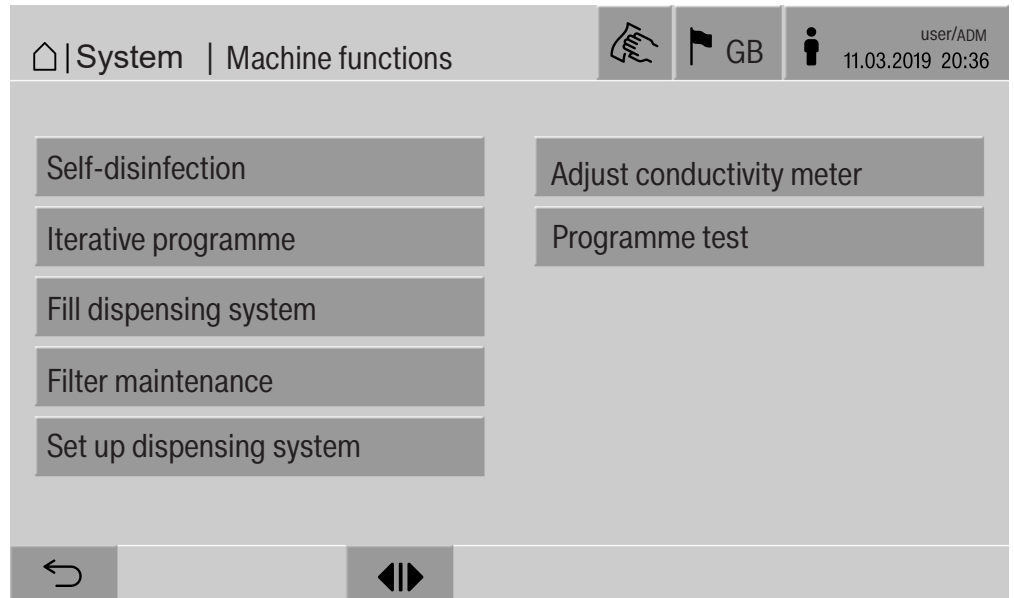 | System | Machine functions
GB
user/ADM
11.03.2019 20:36
Self-disinfection
Iterative programme
Fill dispensing system
Filter maintenance
Set up dispensing system
Adjust conductivity meter
Programme test